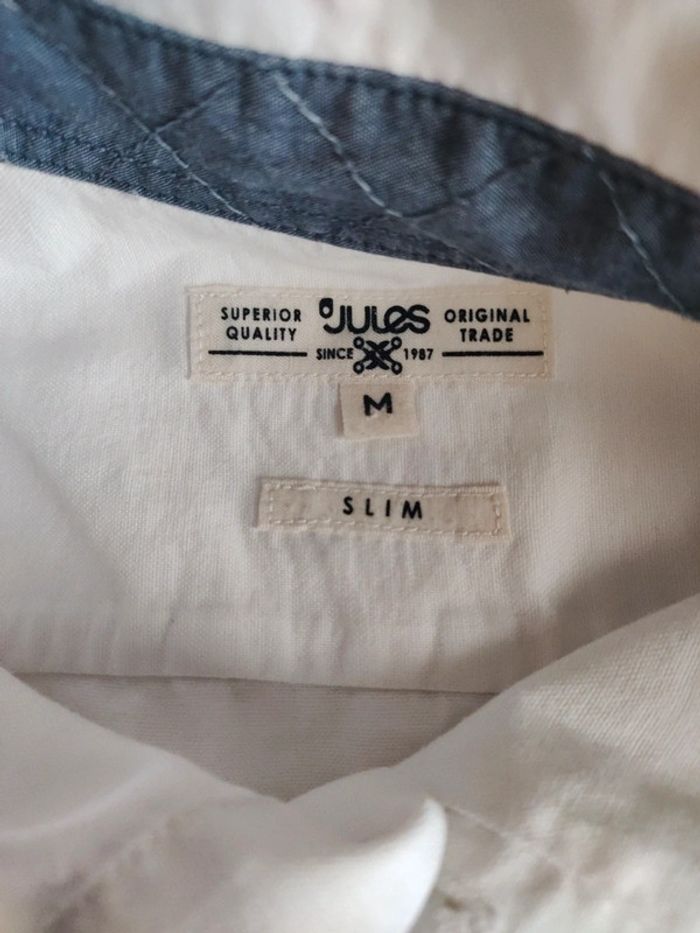 SUPERIOR QUALITY
JULES
SINCE 1987
ORIGINAL TRADE
M
SLIM